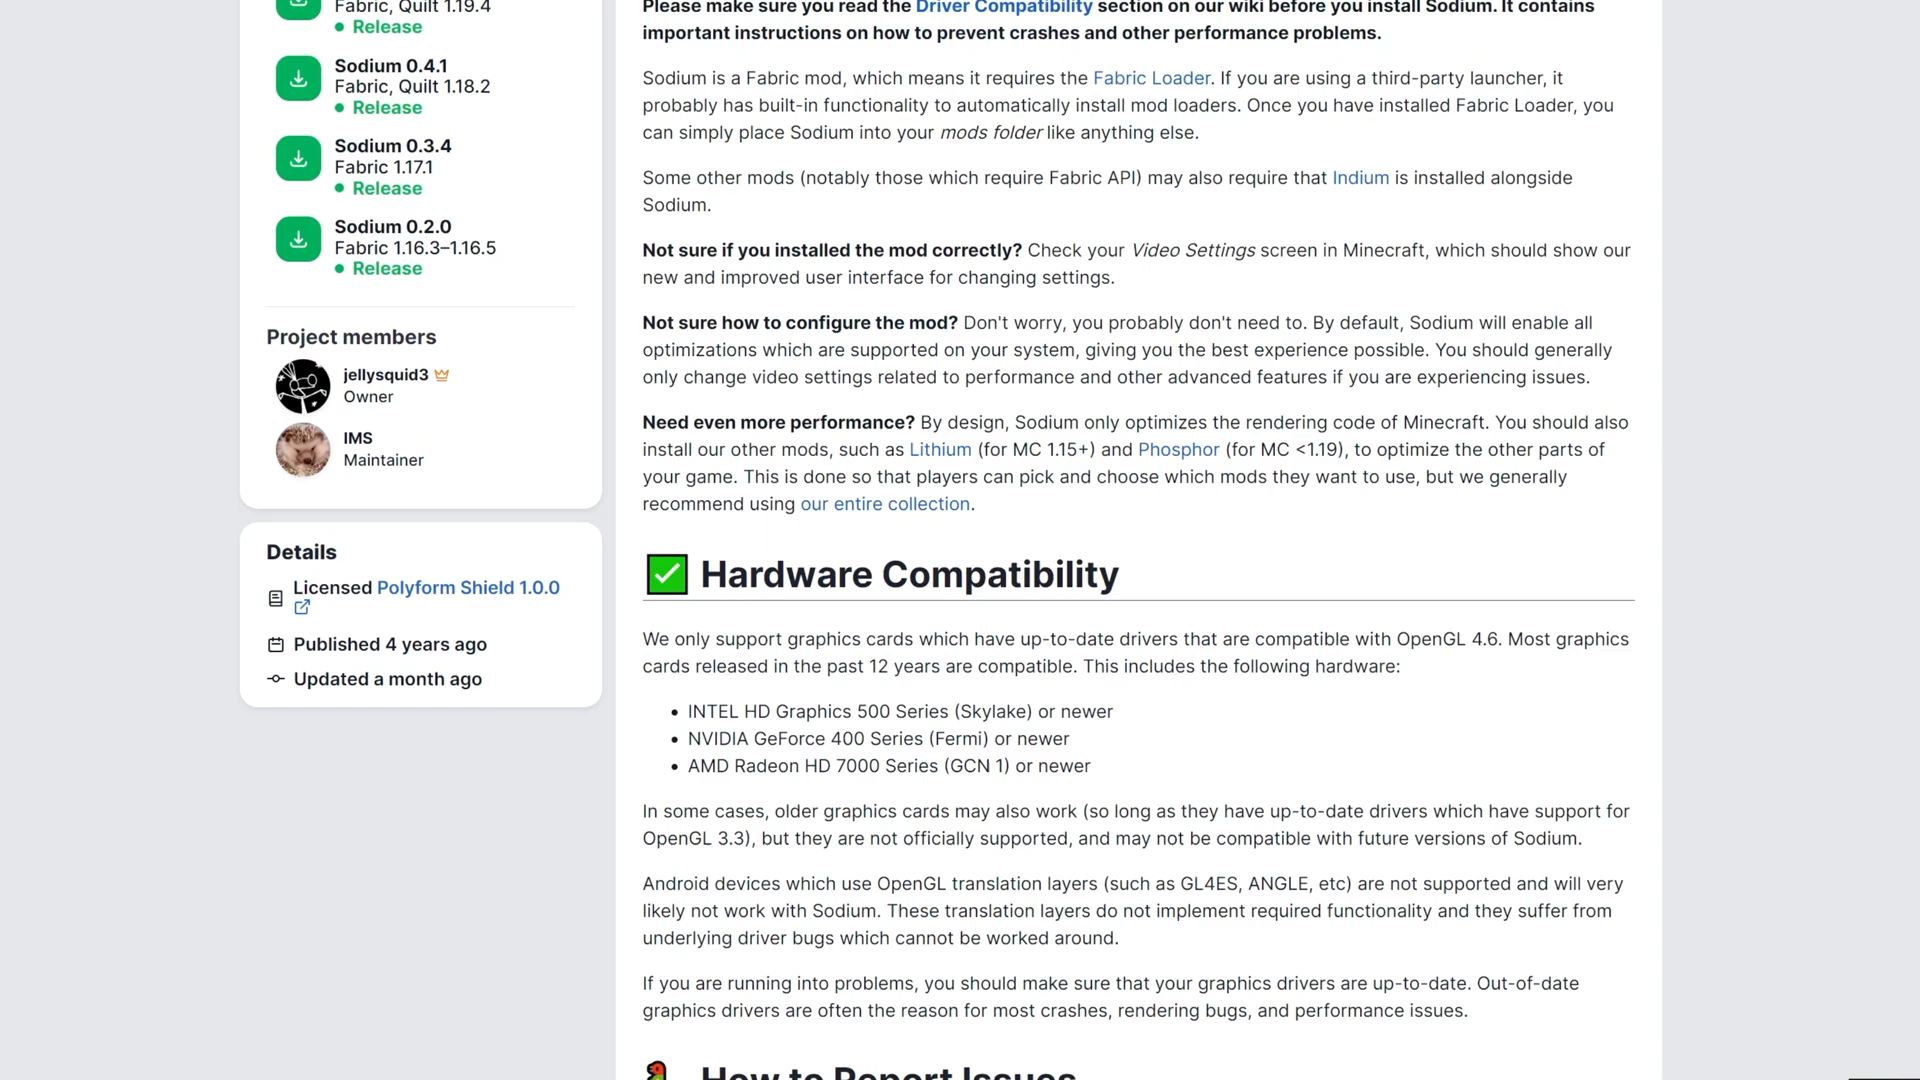 Fabric, Quilt 1.19.4
Release
Sodium 0.4.1
Fabric, Quilt 1.18.2
Release
Sodium 0.3.4
Fabric 1.17.1
Release
Sodium 0.2.0
Fabric 1.16.3–1.16.5
Release
Project members
jellysquid3
Owner
IMS
Maintainer
Details
Licensed Polyform Shield 1.0.0
Published 4 years ago
Updated a month ago
Please make sure you read the Driver Compatibility section on our wiki before you install Sodium. It contains
important instructions on how to prevent crashes and other performance problems.
Sodium is a Fabric mod, which means it requires the Fabric Loader. If you are using a third-party launcher, it
probably has built-in functionality to automatically install mod loaders. Once you have installed Fabric Loader, you
can simply place Sodium into your mods folder like anything else.
Some other mods (notably those which require Fabric API) may also require that Indium is installed alongside
Sodium.
Not sure if you installed the mod correctly? Check your Video Settings screen in Minecraft, which should show our
new and improved user interface for changing settings.
Not sure how to configure the mod? Don't worry, you probably don't need to. By default, Sodium will enable all
optimizations which are supported on your system, giving you the best experience possible. You should generally
only change video settings related to performance and other advanced features if you are experiencing issues.
Need even more performance? By design, Sodium only optimizes the rendering code of Minecraft. You should also
install our other mods, such as Lithium (for MC 1.15+) and Phosphor (for MC <1.19), to optimize the other parts of
your game. This is done so that players can pick and choose which mods they want to use, but we generally
recommend using our entire collection.
Hardware Compatibility
We only support graphics cards which have up-to-date drivers that are compatible with OpenGL 4.6. Most graphics
cards released in the past 12 years are compatible. This includes the following hardware:
• INTEL HD Graphics 500 Series (Skylake) or newer
• NVIDIA GeForce 400 Series (Fermi) or newer
• AMD Radeon HD 7000 Series (GCN 1) or newer
In some cases, older graphics cards may also work (so long as they have up-to-date drivers which have support for
OpenGL 3.3), but they are not officially supported, and may not be compatible with future versions of Sodium.
Android devices which use OpenGL translation layers (such as GL4ES, ANGLE, etc) are not supported and will very
likely not work with Sodium. These translation layers do not implement required functionality and they suffer from
underlying driver bugs which cannot be worked around.
If you are running into problems, you should make sure that your graphics drivers are up-to-date. Out-of-date
graphics drivers are often the reason for most crashes, rendering bugs, and performance issues.
How to Report Issues